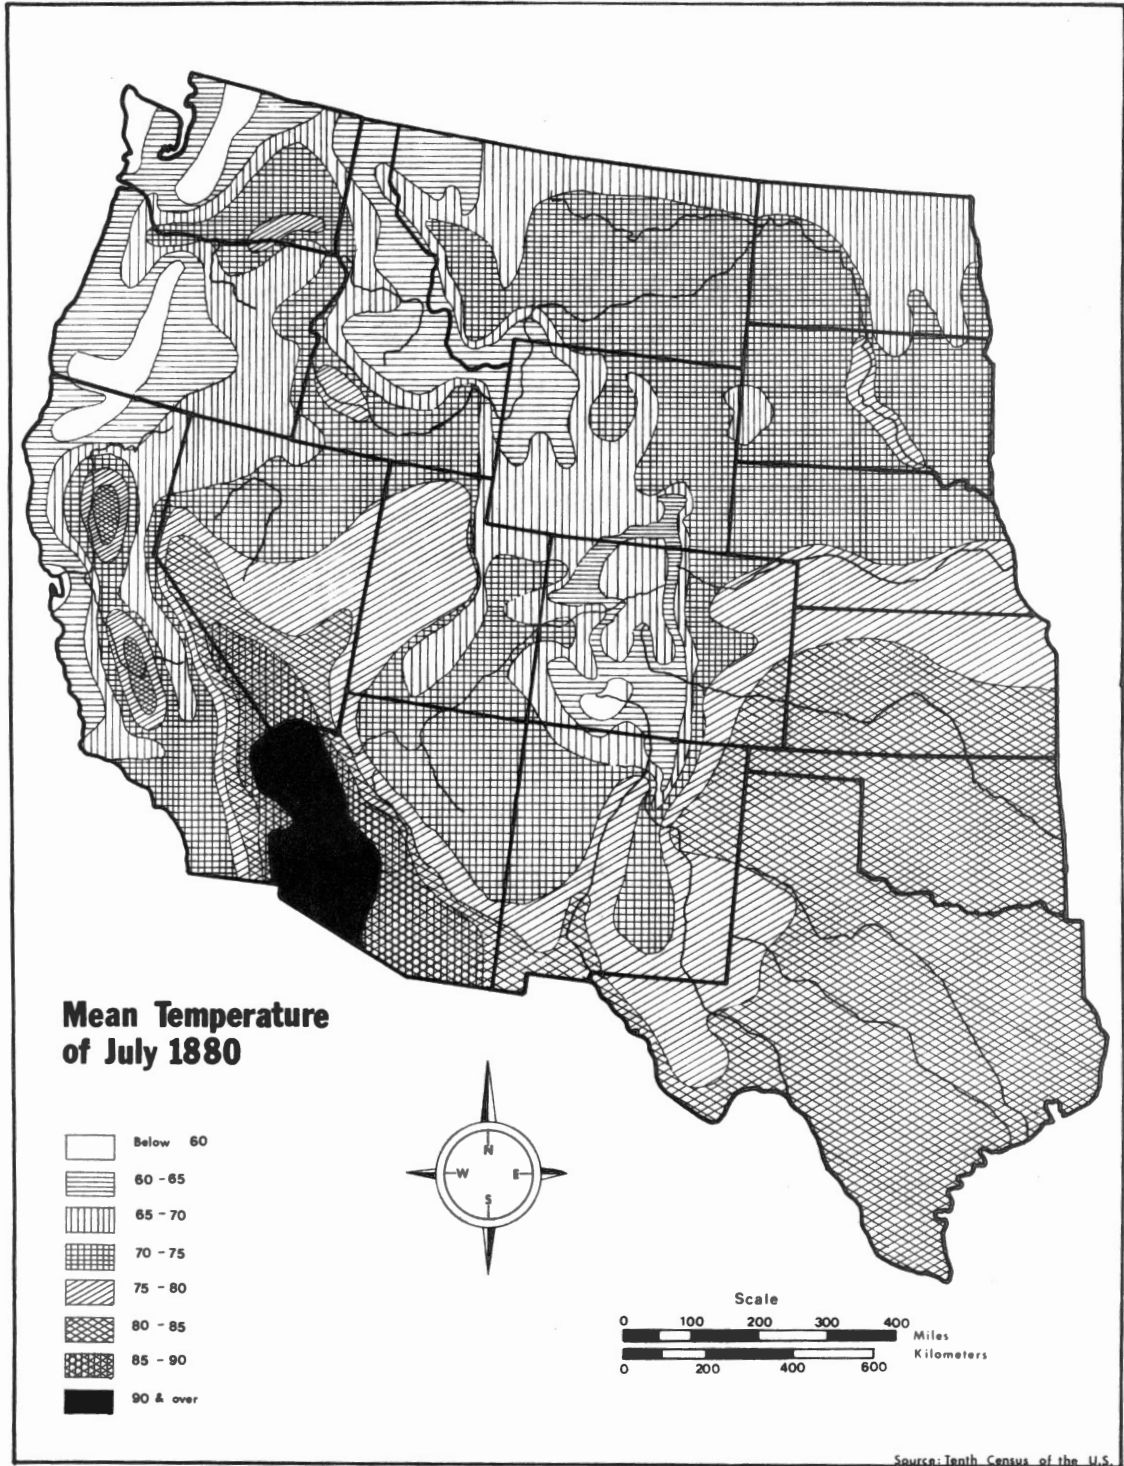 Mean Temperature
of July 1880
Below 60
60 - 65
65 - 70
70 - 75
75 - 80
80 - 85
85 - 90
90 & over
N
W E
S
Scale
0 100 200 300 400
Miles
Kilometers
0 200 400 600
Source: Tenth Census of the U.S.